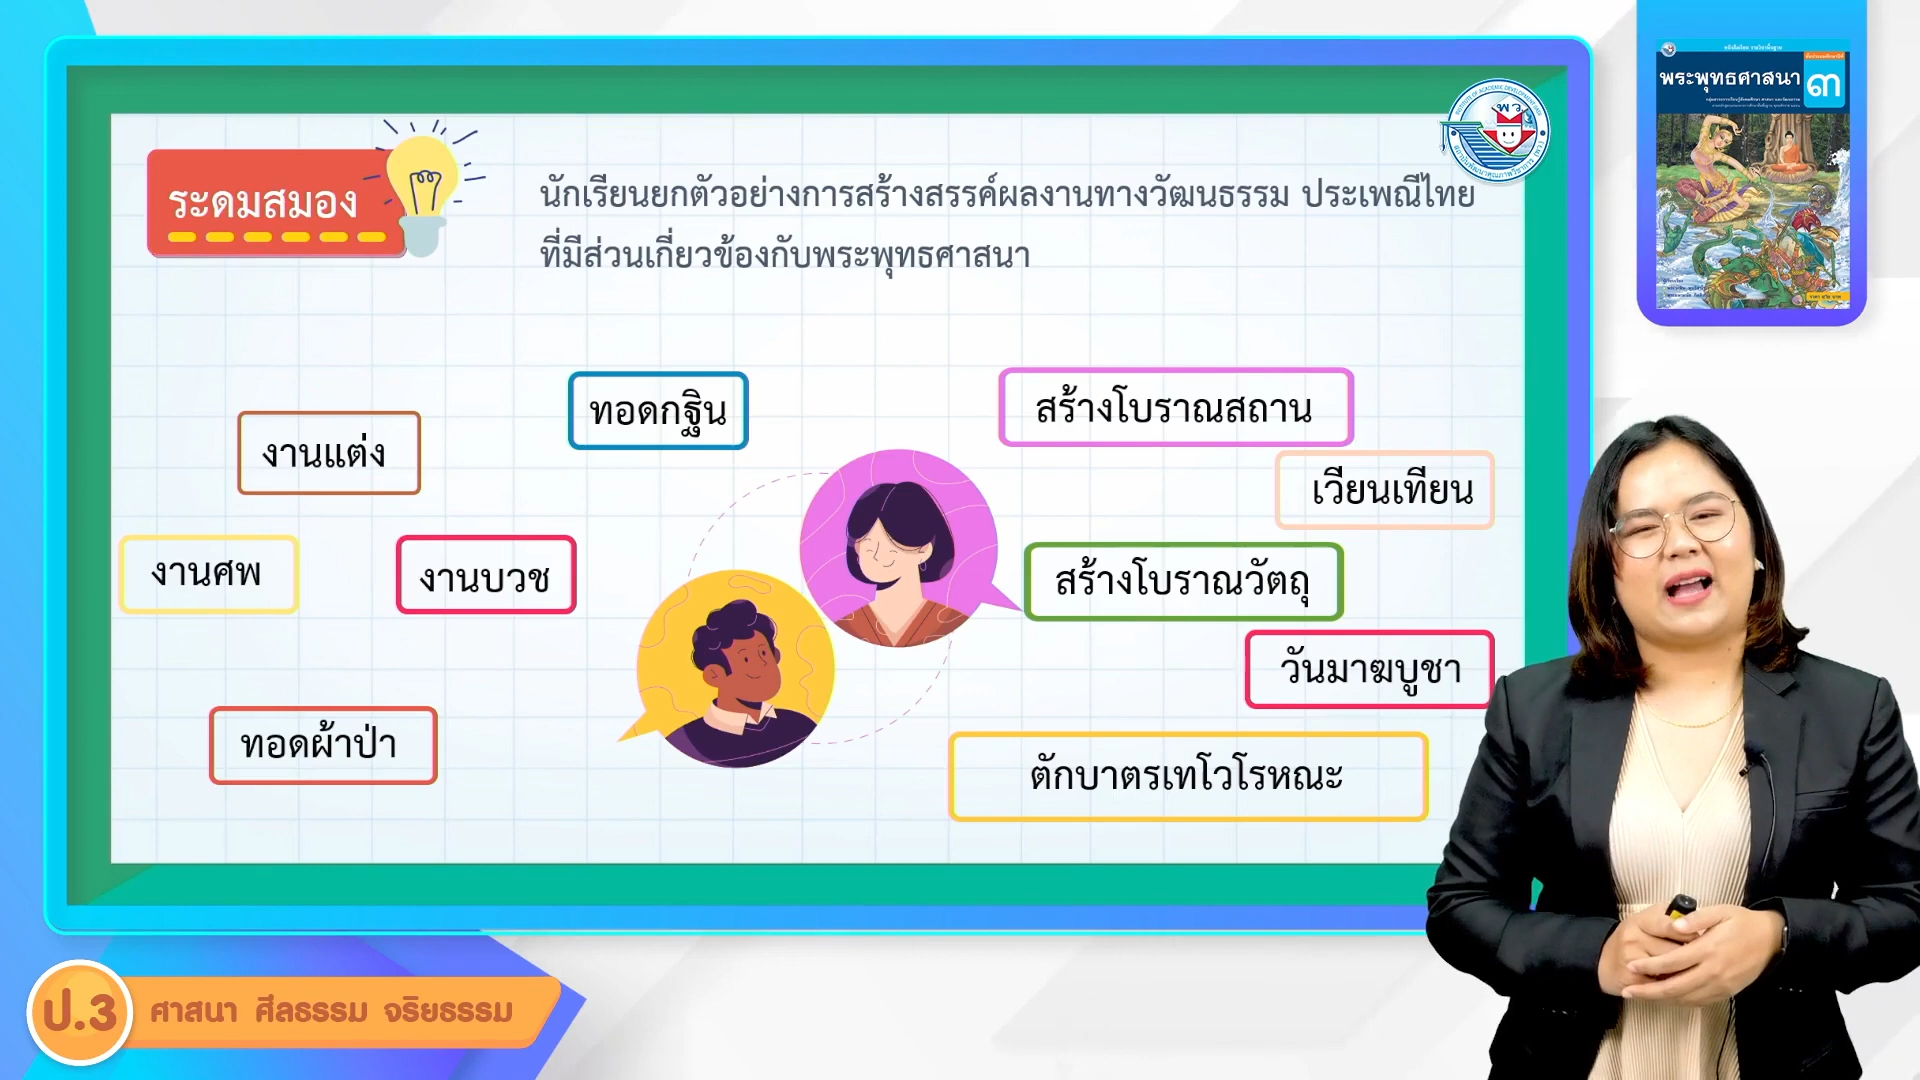 ระดมสมอง
นักเรียนยกตัวอย่างการสร้างสรรค์ผลงานทางวัฒนธรรม ประเพณีไทย
ที่มีส่วนเกี่ยวข้องกับพระพุทธศาสนา
ทอดกฐิน
สร้างโบราณสถาน
งานแต่ง
เวียนเทียน
งานศพ
งานบวช
สร้างโบราณวัตถุ
วันมาฆบูชา
ทอดผ้าป่า
ตักบาตรเทโวโรหณะ
พว.
พระพุทธศาสนา
๓
ป.3
ศาสนา ศีลธรรม จริยธรรม